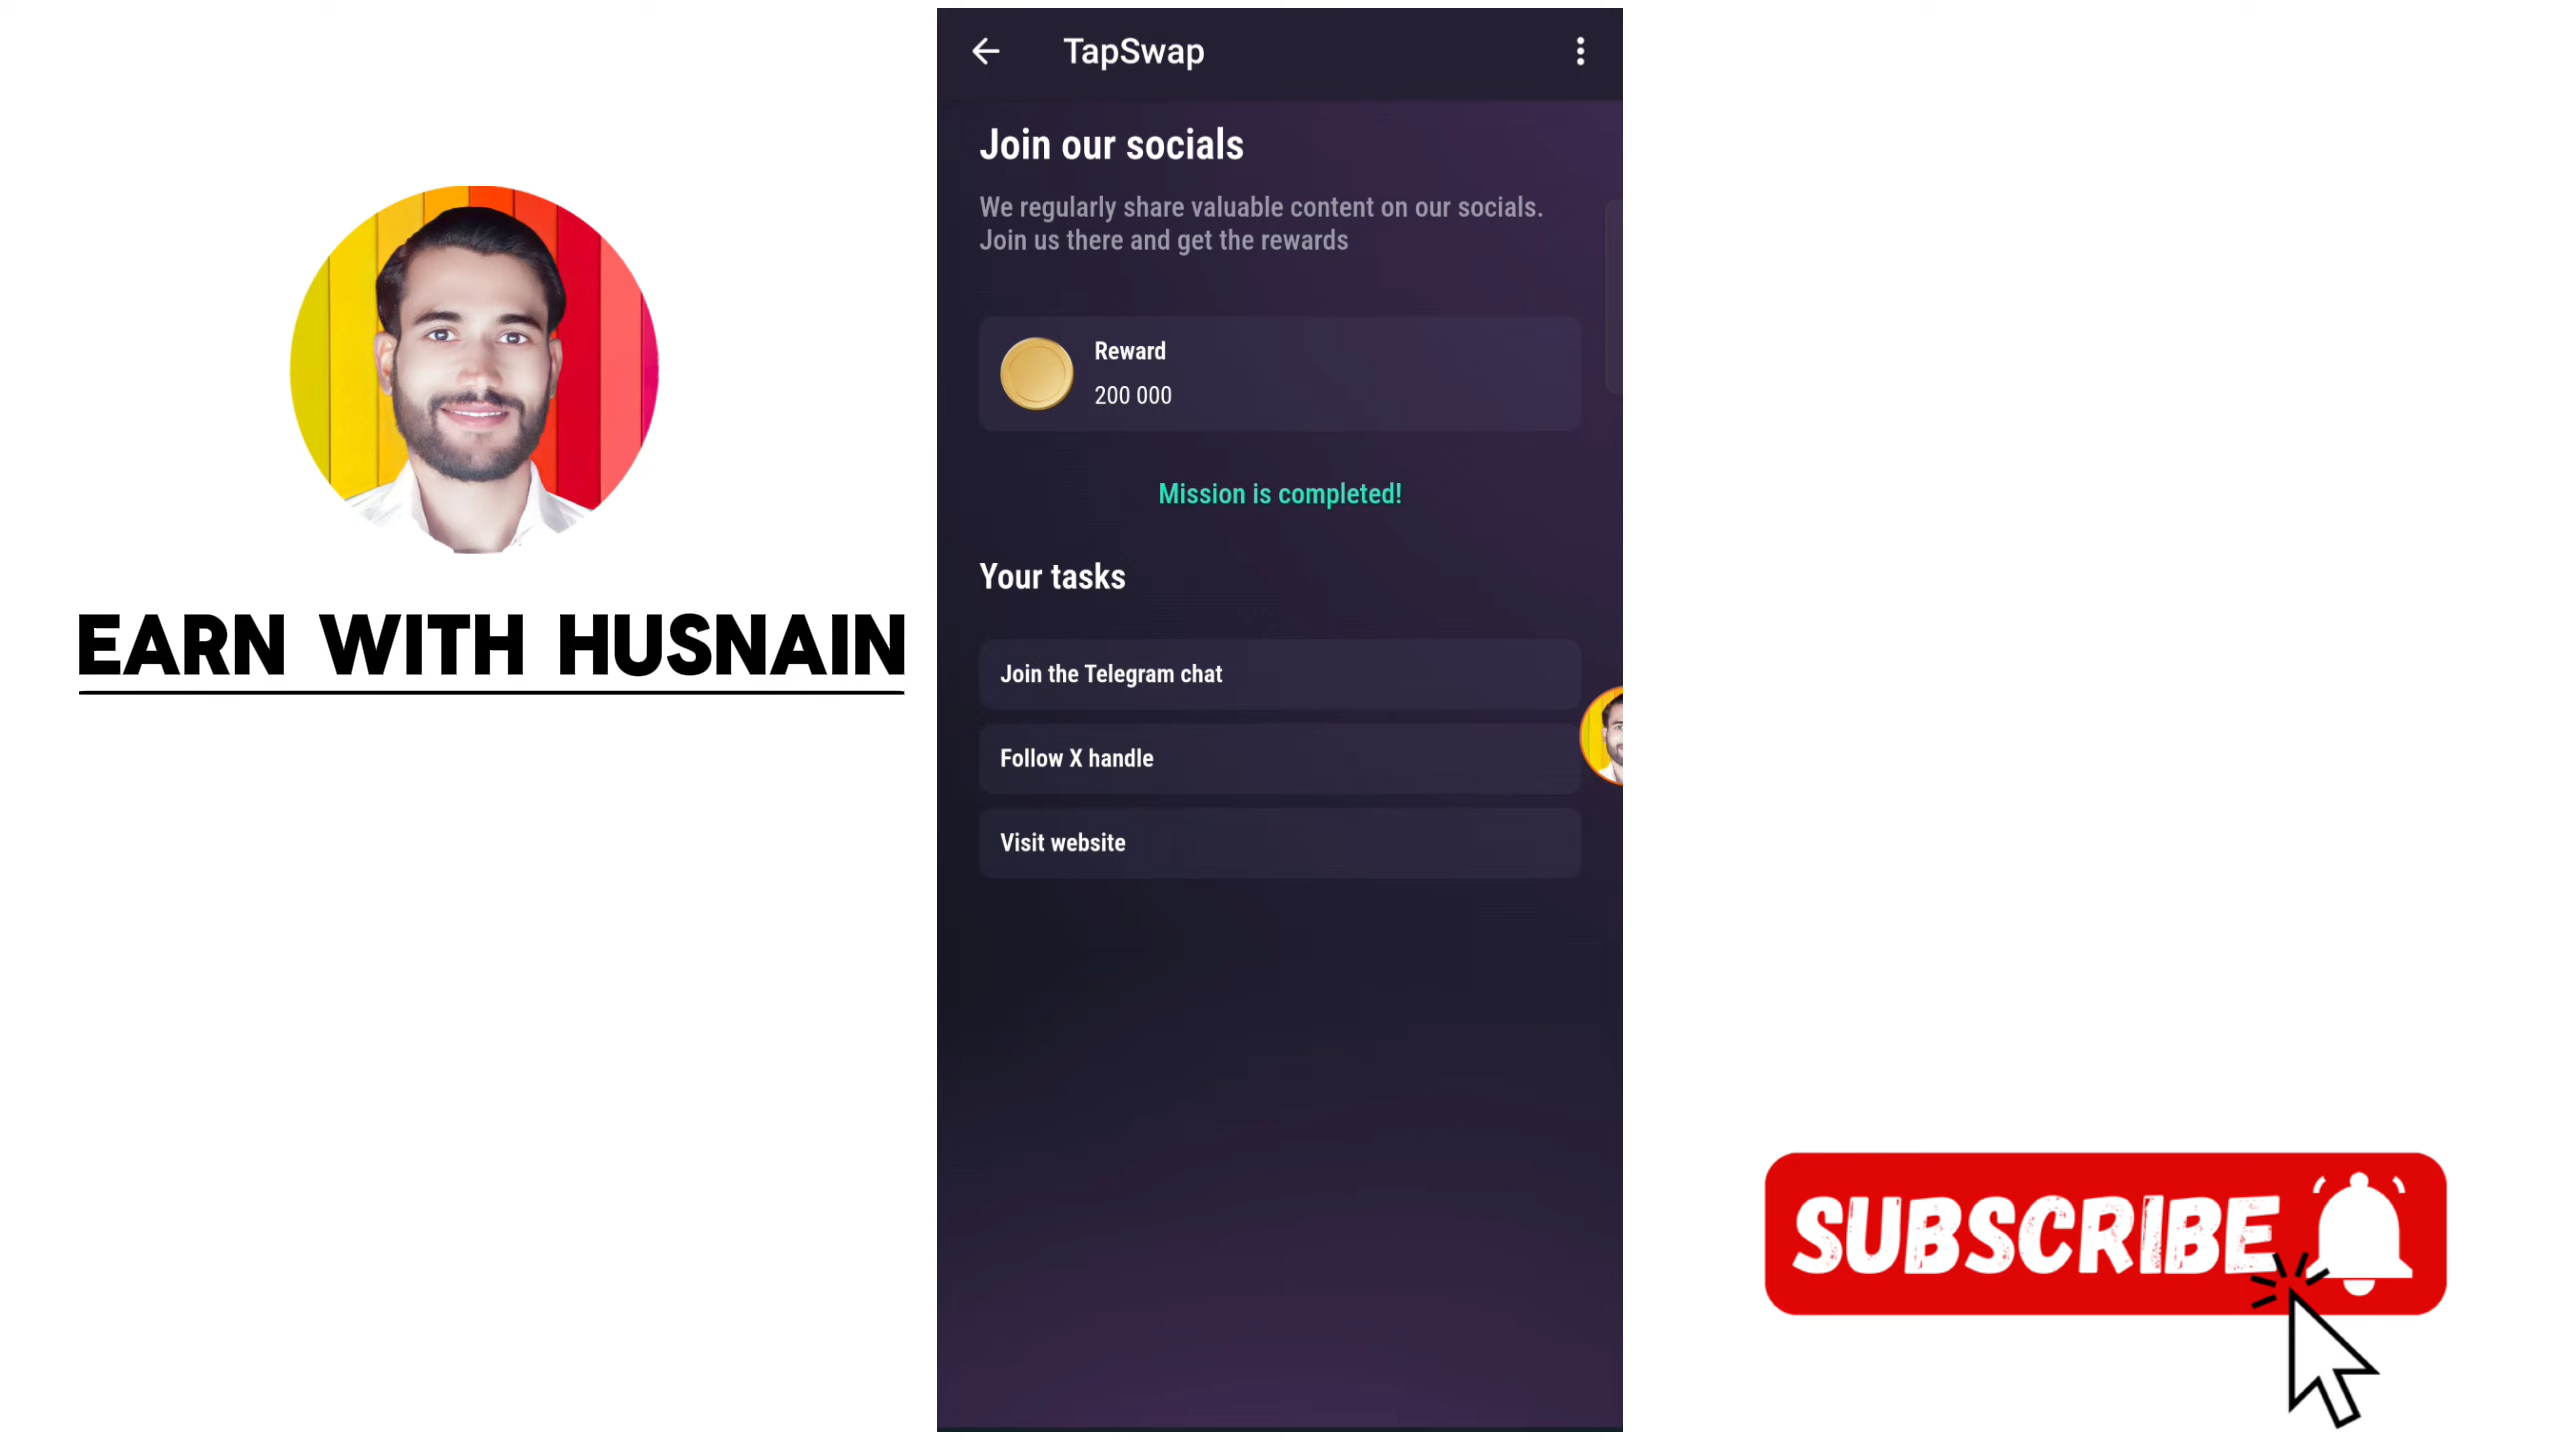 EARN WITH HUSNAIN
TapSwap
Join our socials
We regularly share valuable content on our socials.
Join us there and get the rewards
Reward
200 000
Mission is completed!
Your tasks
Join the Telegram chat
Follow X handle
Visit website
SUBSCRIBE